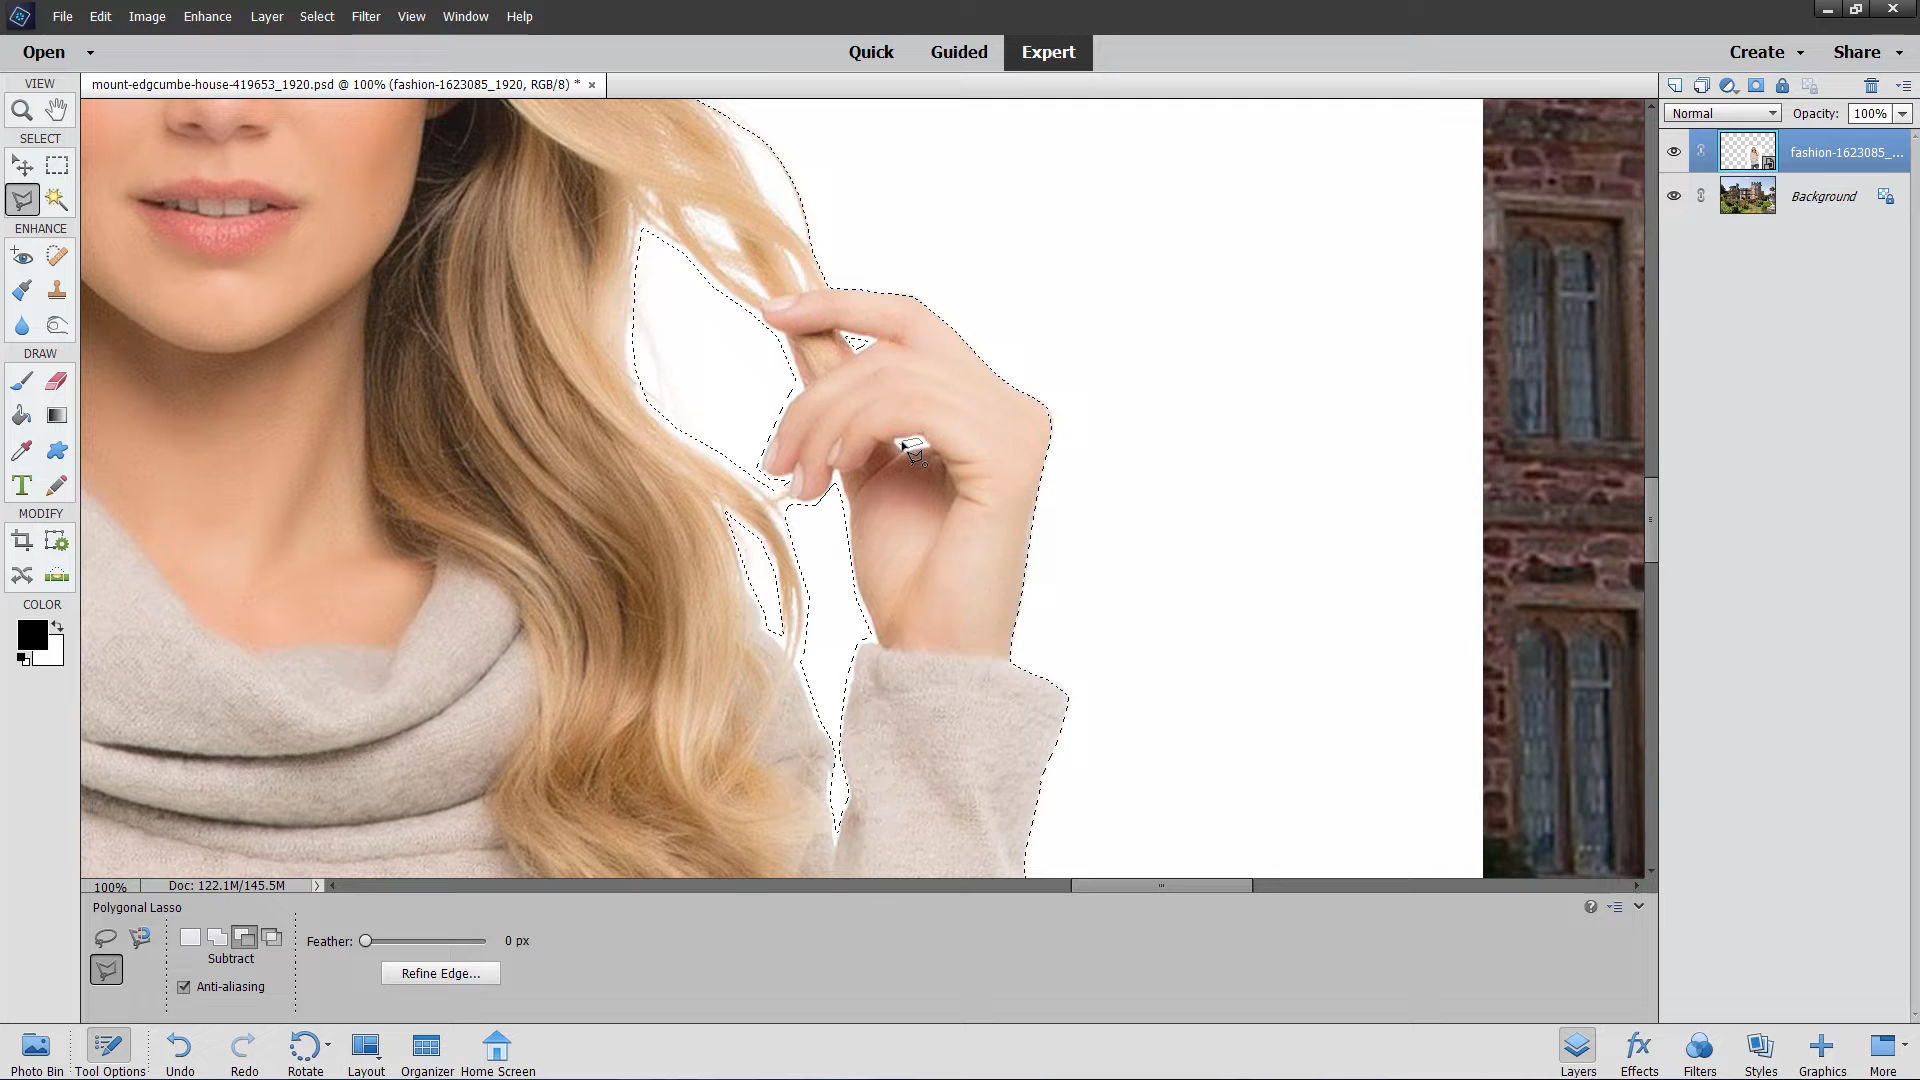 File Edit Image Enhance Layer Select Filter View Window Help
Open Quick Guided Expert Create Share
VIEW mount-edgcumbe-house-419653_1920.psd @ 100% (fashion-1623085_1920, RGB/8) * ×
Normal Opacity: 100%
SELECT
fashion-1623085_...
Background
ENHANCE
DRAW
T
MODIFY
COLOR
100% Doc: 122.1M/145.5M
Polygonal Lasso
Feather: 0 px
Subtract
Refine Edge...
Anti-aliasing
fx
Photo Bin Tool Options Undo Redo Rotate Layout Organizer Home Screen Layers Effects Filters Styles Graphics More